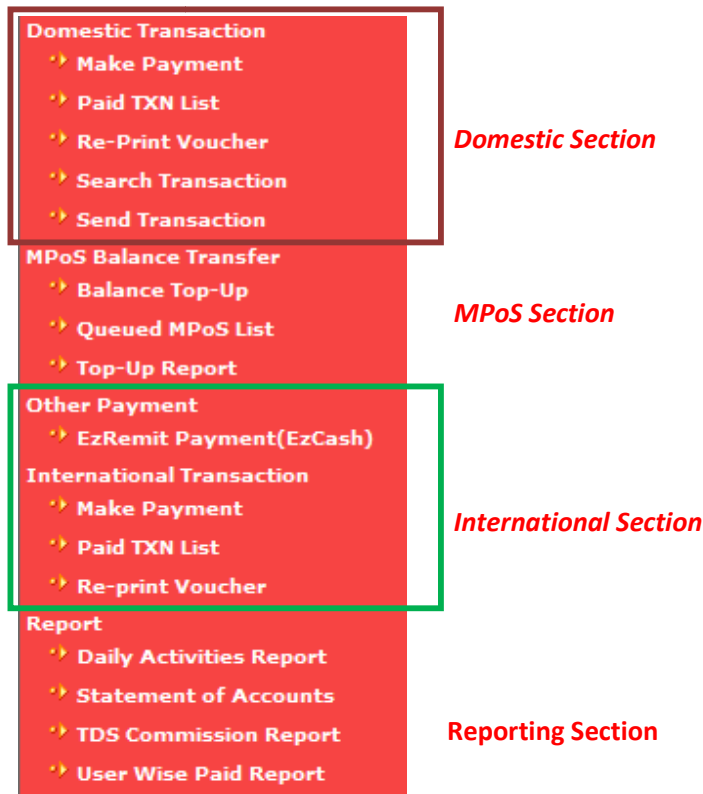 Domestic Transaction
Make Payment
Paid TXN List
Re-Print Voucher
Domestic Section
Search Transaction
Send Transaction
MPoS Balance Transfer
Balance Top-Up
MPoS Section
Queued MPoS List
Top-Up Report
Other Payment
EzRemit Payment(EzCash)
International Transaction
Make Payment
International Section
Paid TXN List
Re-print Voucher
Report
Daily Activities Report
Statement of Accounts
TDS Commission Report
Reporting Section
User Wise Paid Report